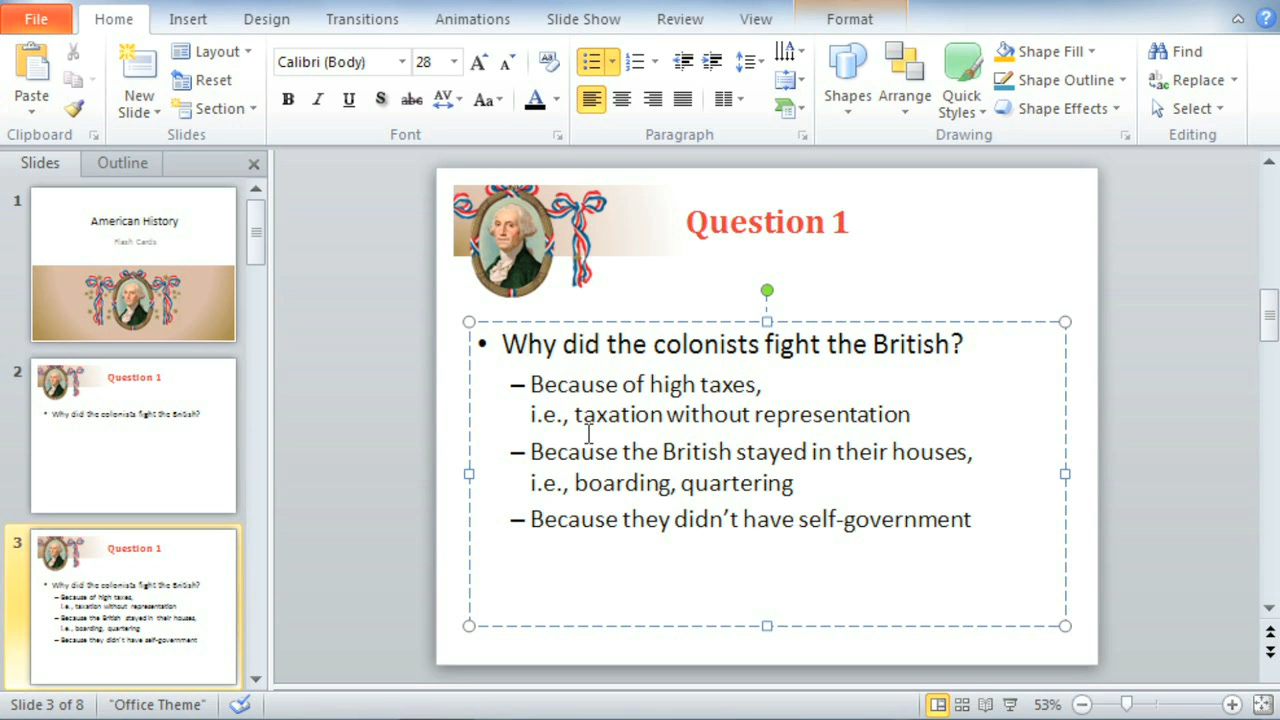 File Home Insert Design Transitions Animations Slide Show Review View Format
Paste
Clipboard
New
Slide
Layout
Reset
Section
Slides
Calibri (Body) 28
B I U S abc AV Aa A
Font
Paragraph
Shapes
Arrange
Quick
Styles
Shape Fill
Shape Outline
Shape Effects
Drawing
Find
Replace
Select
Editing
Slides Outline
1
American History
Flash Cards
2
Question 1
• Why did the colonists fight the British?
3
Question 1
• Why did the colonists fight the British?
– Because of high taxes,
i.e., taxation without representation
– Because the British stayed in their houses,
i.e., boarding, quartering
– Because they didn't have self-government
Question 1
• Why did the colonists fight the British?
– Because of high taxes,
i.e., taxation without representation
– Because the British stayed in their houses,
i.e., boarding, quartering
– Because they didn’t have self-government
Slide 3 of 8 "Office Theme" 53%